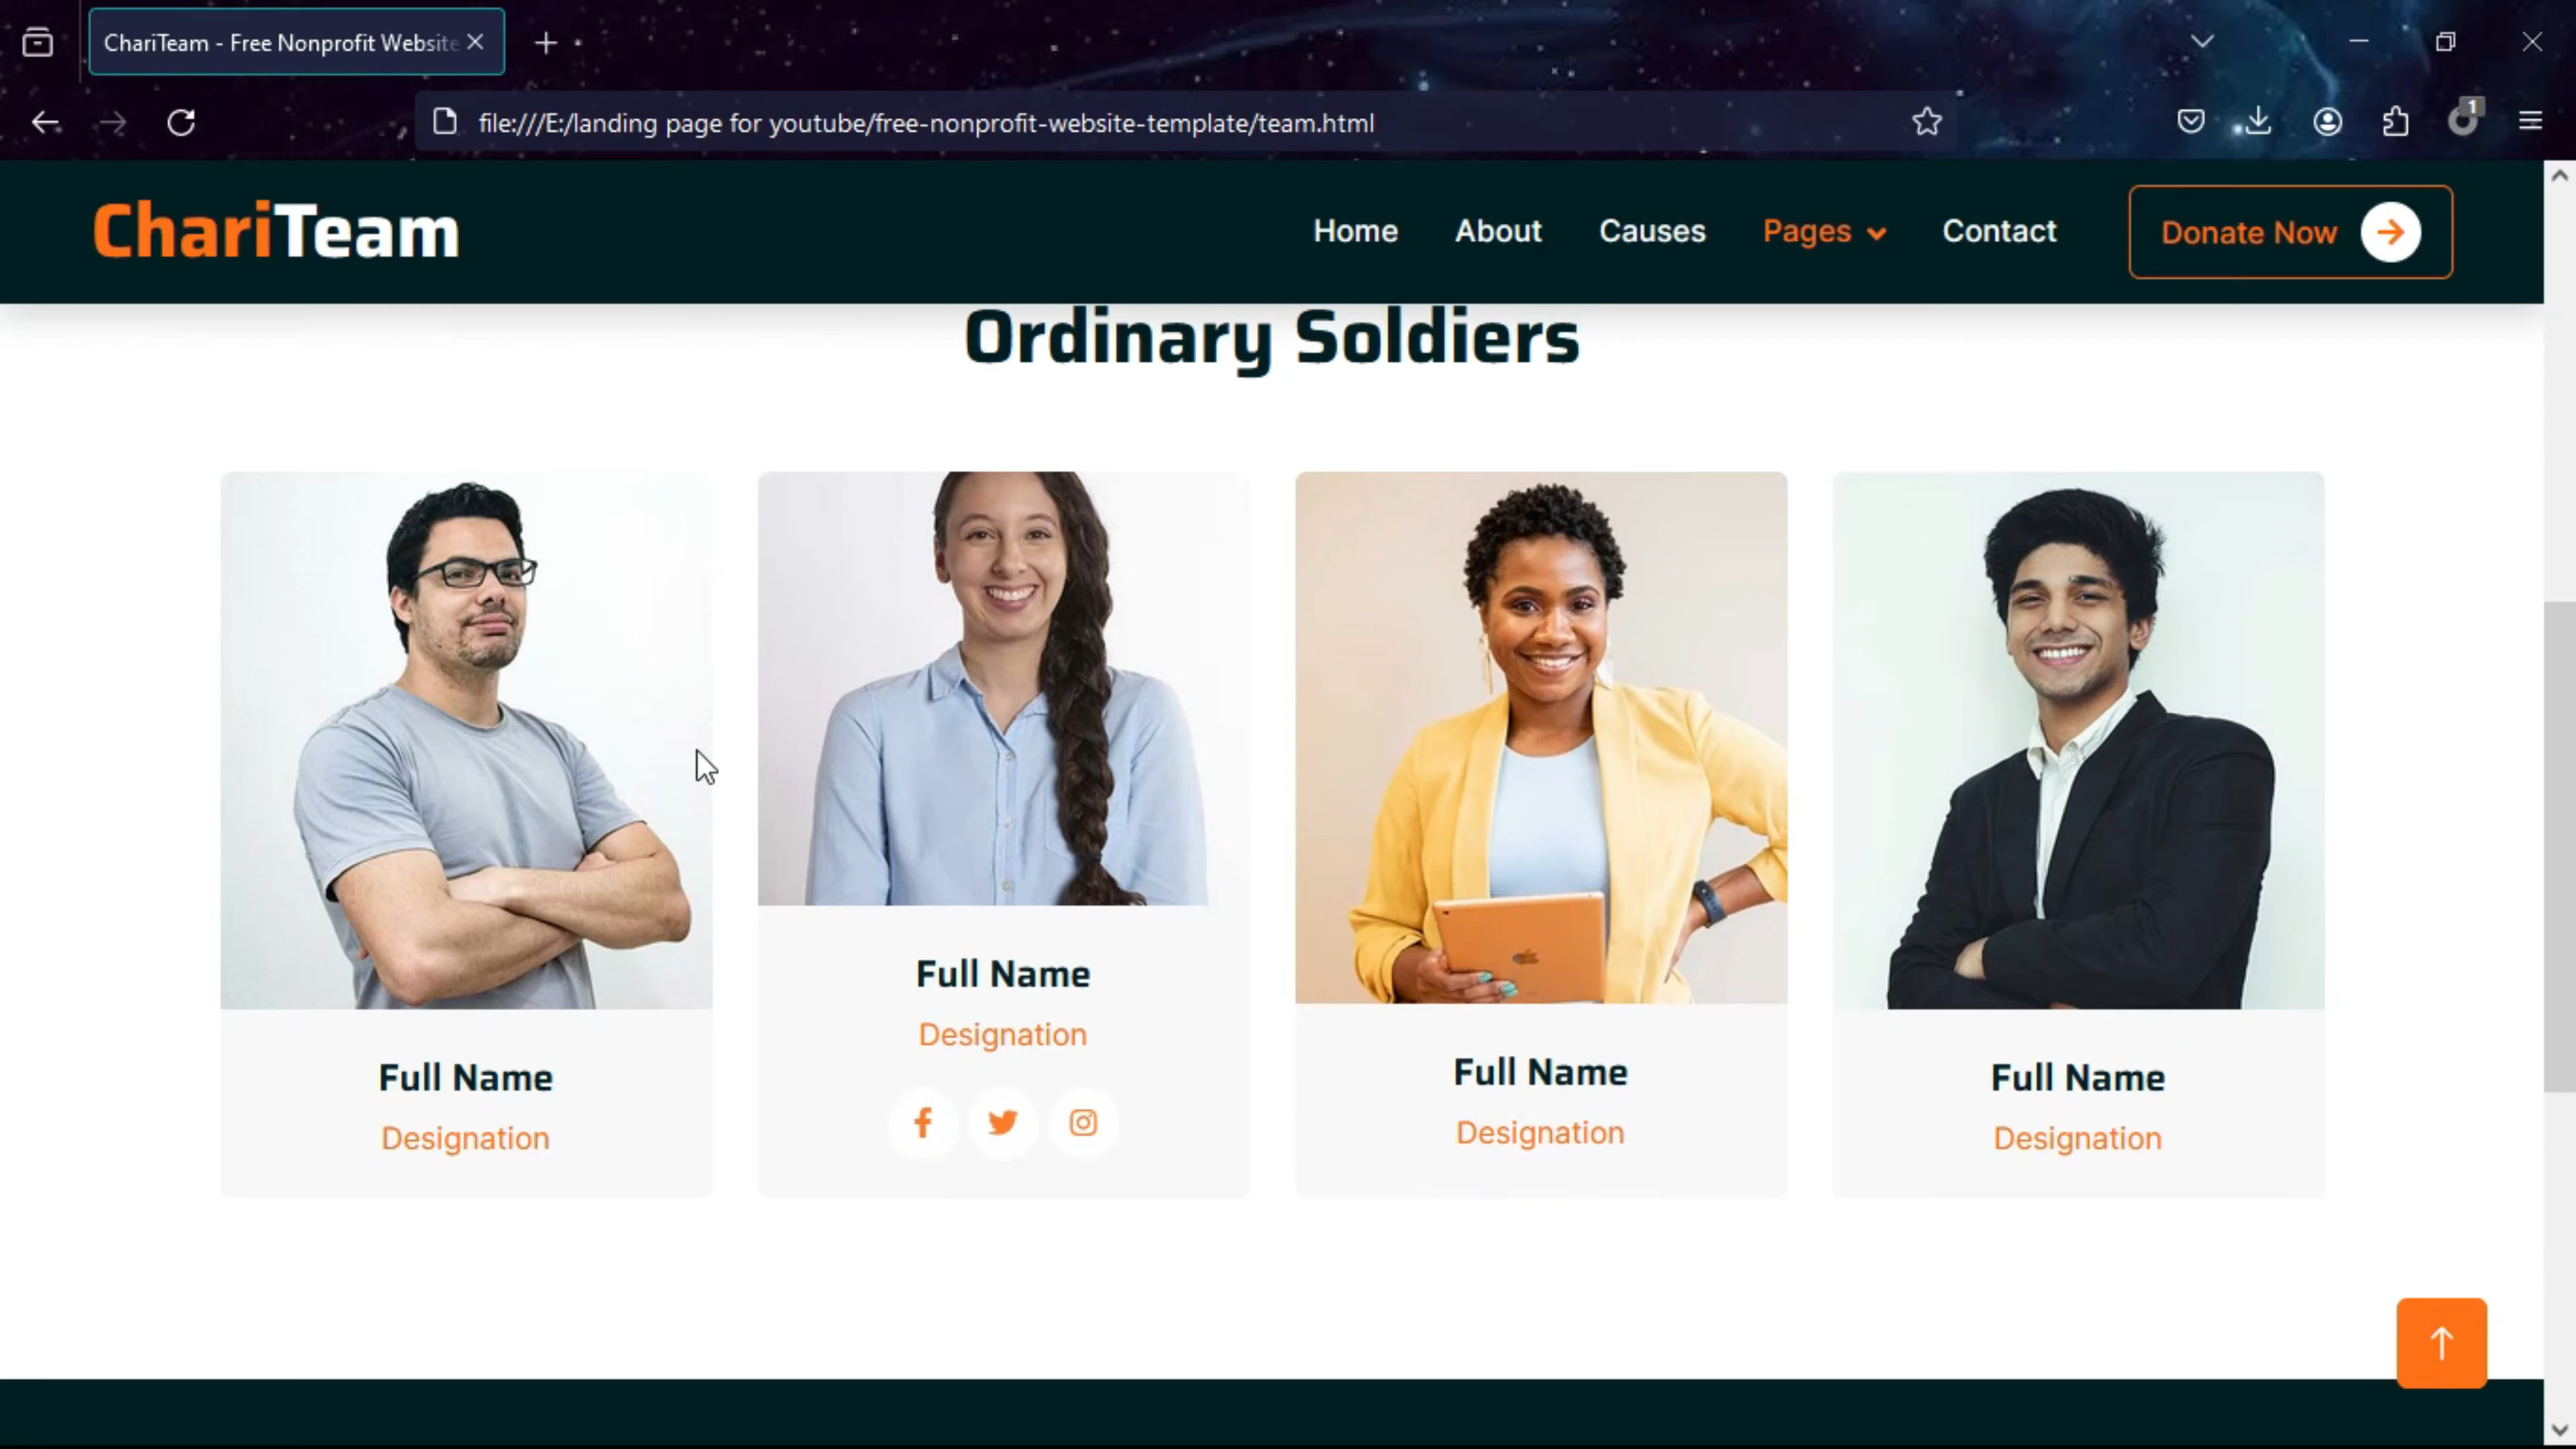 ChariTeam - Free Nonprofit Website
file:///E:/landing page for youtube/free-nonprofit-website-template/team.html
1
ChariTeam
Home About Causes Pages Contact Donate Now
Ordinary Soldiers
Full Name
Designation
Full Name
Designation
Full Name
Designation
Full Name
Designation